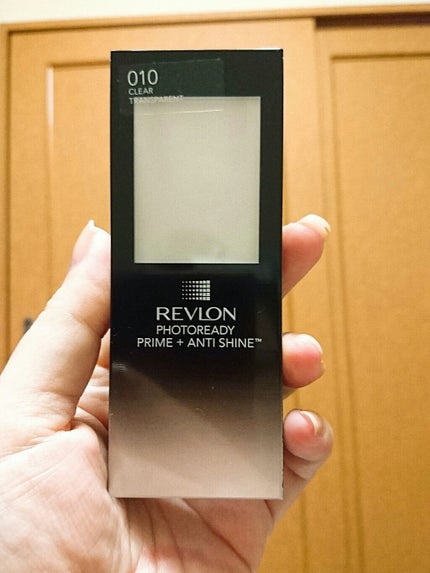 010
CLEAR
TRANSPARENT
REVLON
PHOTOREADY
PRIME + ANTI SHINE™